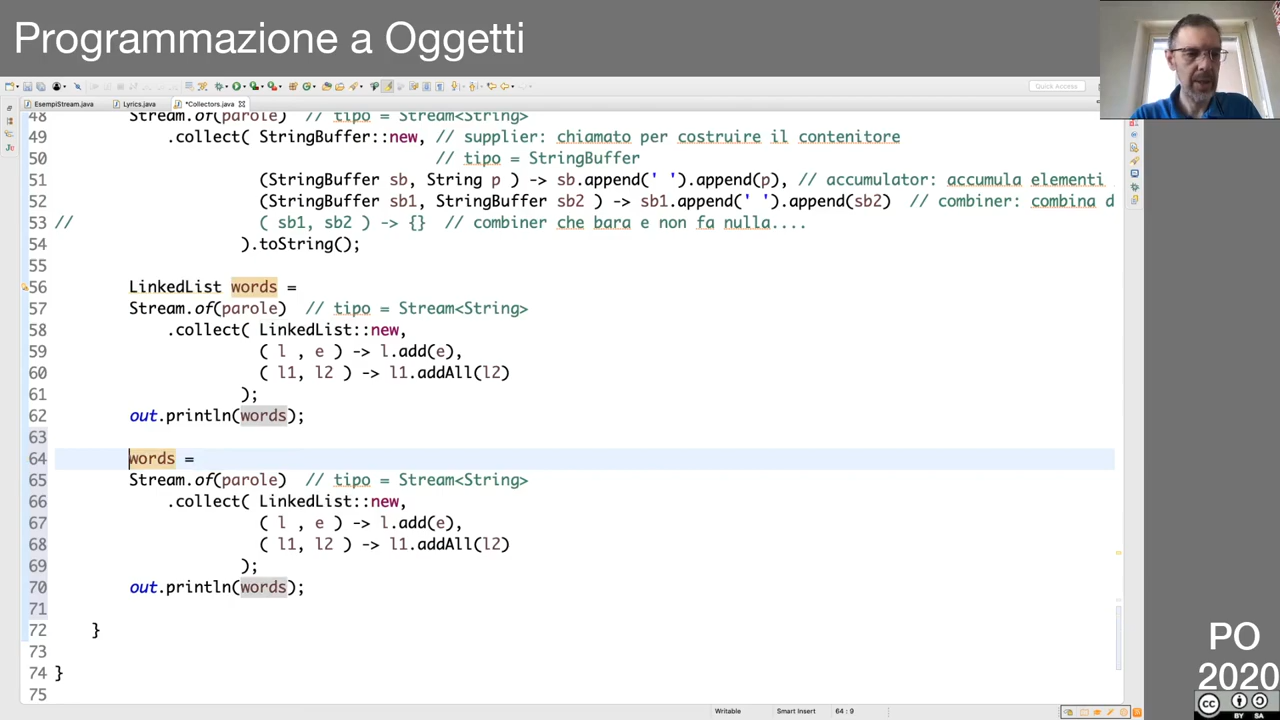 Programmazione a Oggetti
Quick Access
EsempiStream.java
Lyrics.java
*Collectors.java
48 Stream.of(parole) // tipo = Stream<String>
49 .collect( StringBuffer::new, // supplier: chiamato per costruire il contenitore
50 // tipo = StringBuffer
51 (StringBuffer sb, String p ) -> sb.append(' ').append(p), // accumulator: accumula elementi
52 (StringBuffer sb1, StringBuffer sb2 ) -> sb1.append(' ').append(sb2) // combiner: combina d
53 // ( sb1, sb2 ) -> {} // combiner che bara e non fa nulla....
54 ).toString();
55
56 LinkedList words =
57 Stream.of(parole) // tipo = Stream<String>
58 .collect( LinkedList::new,
59 ( l , e ) -> l.add(e),
60 ( l1, l2 ) -> l1.addAll(l2)
61 );
62 out.println(words);
63
64 words =
65 Stream.of(parole) // tipo = Stream<String>
66 .collect( LinkedList::new,
67 ( l , e ) -> l.add(e),
68 ( l1, l2 ) -> l1.addAll(l2)
69 );
70 out.println(words);
71
72 }
73
74 }
75
Writable
Smart Insert
64 : 9
PO
2020
CC
BY SA